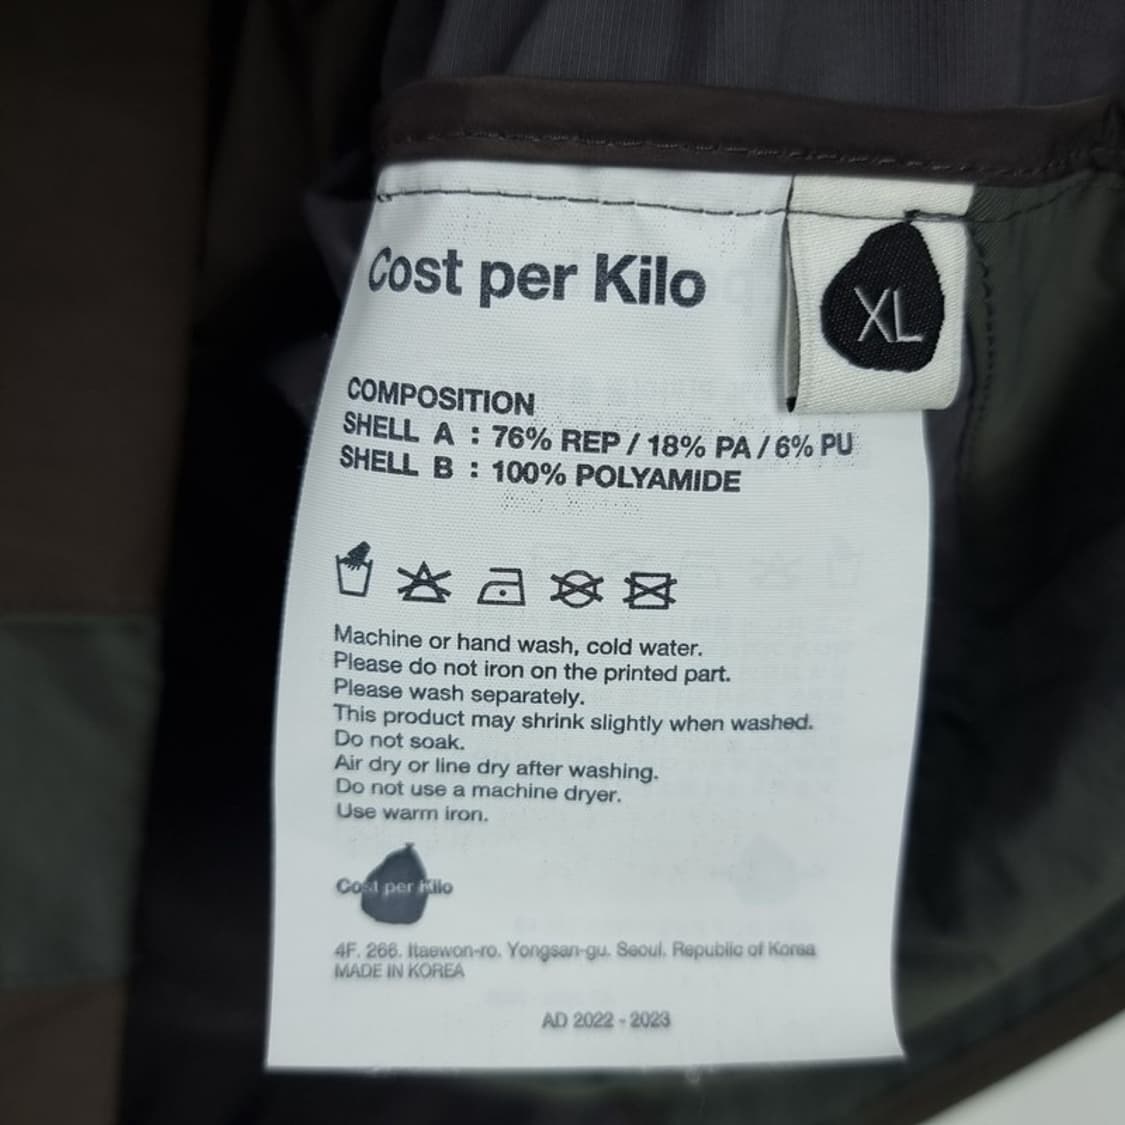 Cost per Kilo
XL
COMPOSITION
SHELL A : 76% REP / 18% PA / 6% PU
SHELL B : 100% POLYAMIDE
Machine or hand wash, cold water.
Please do not iron on the printed part.
Please wash separately.
This product may shrink slightly when washed.
Do not soak.
Air dry or line dry after washing.
Do not use a machine dryer.
Use warm iron.
Cost per Kilo
4F. 266. Itaewon-ro. Yongsan-gu. Seoul. Republic of Korea
MADE IN KOREA
AD 2022 - 2023